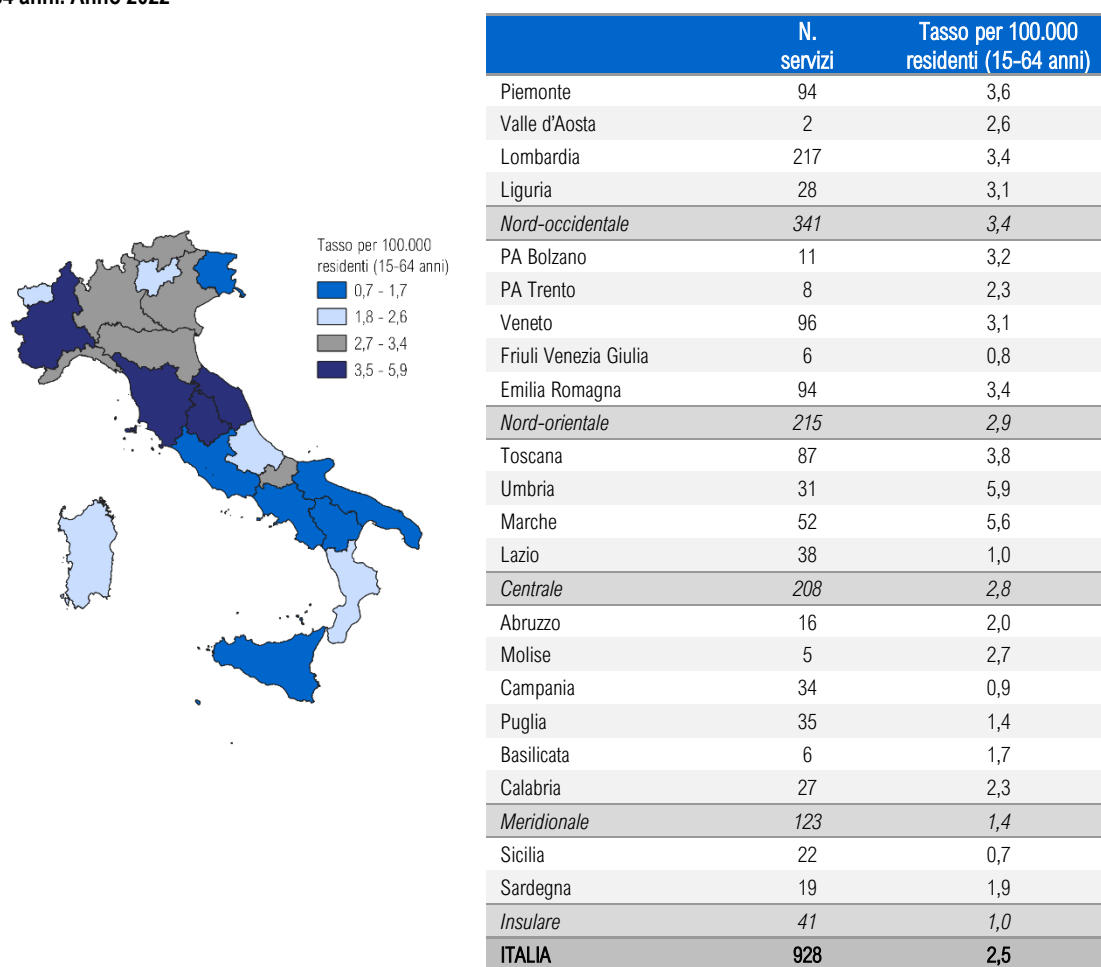 anni. Anno 2022
Tasso per 100.000
residenti (15-64 anni)
0,7 - 1,7
1,8 - 2,6
2,7 - 3,4
3,5 - 5,9
N. servizi Tasso per 100.000 residenti (15-64 anni)
Piemonte 94 3,6
Valle d'Aosta 2 2,6
Lombardia 217 3,4
Liguria 28 3,1
Nord-occidentale 341 3,4
PA Bolzano 11 3,2
PA Trento 8 2,3
Veneto 96 3,1
Friuli Venezia Giulia 6 0,8
Emilia Romagna 94 3,4
Nord-orientale 215 2,9
Toscana 87 3,8
Umbria 31 5,9
Marche 52 5,6
Lazio 38 1,0
Centrale 208 2,8
Abruzzo 16 2,0
Molise 5 2,7
Campania 34 0,9
Puglia 35 1,4
Basilicata 6 1,7
Calabria 27 2,3
Meridionale 123 1,4
Sicilia 22 0,7
Sardegna 19 1,9
Insulare 41 1,0
ITALIA 928 2,5